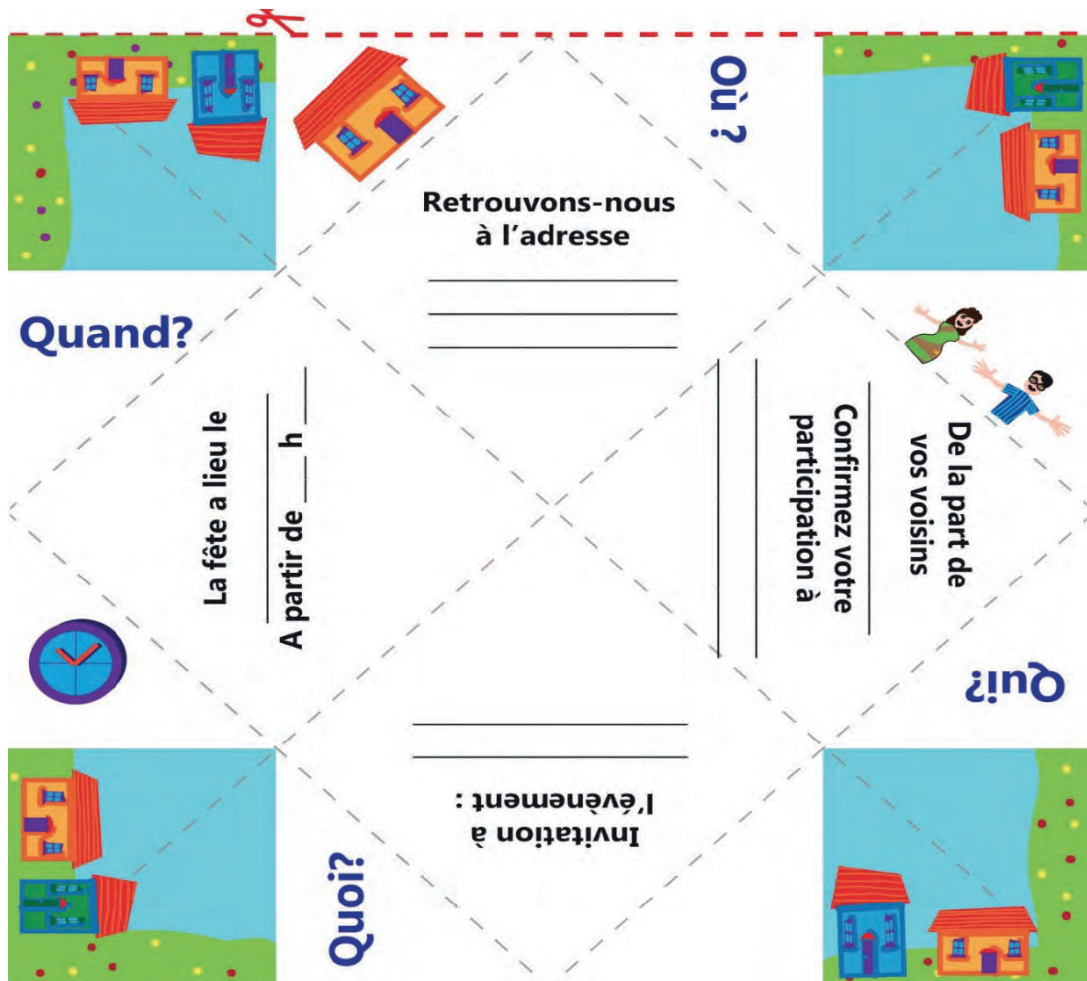 Où ?
Retrouvons-nous
à l'adresse
Quand?
La fête a lieu le
A partir de ___ h ___
De la part de
vos voisins
Confirmez votre
participation à
Qui?
Quoi?
Invitation à
l'évènement :